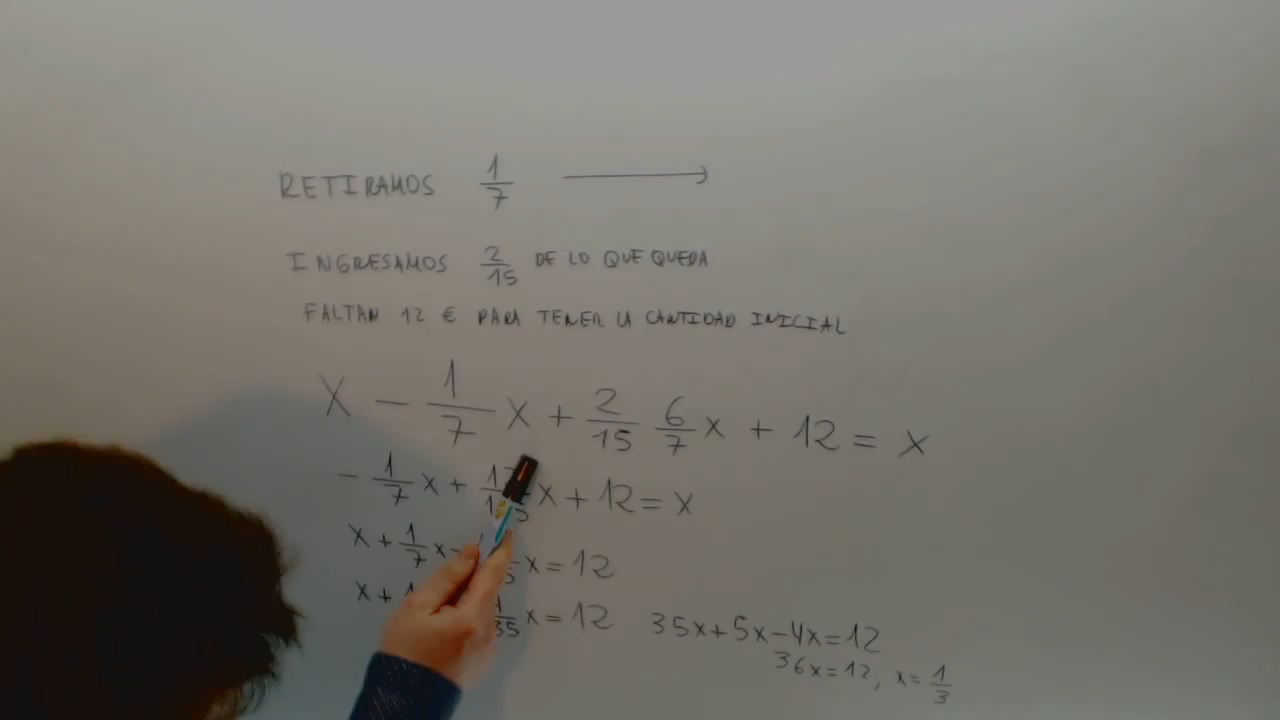 RETIRAMOS 1/7 →
INGRESAMOS 2/15 DE LO QUE QUEDA
FALTAN 12 € PARA TENER LA CANTIDAD INICIAL
X - 1/7 X + 2/15 6/7 X + 12 = X
- 1/7 X + X + 12 = X
X + 1/7 X - X = 12
X + X = 12
35X + 5X - 4X = 12
36X = 12, X = 1/3